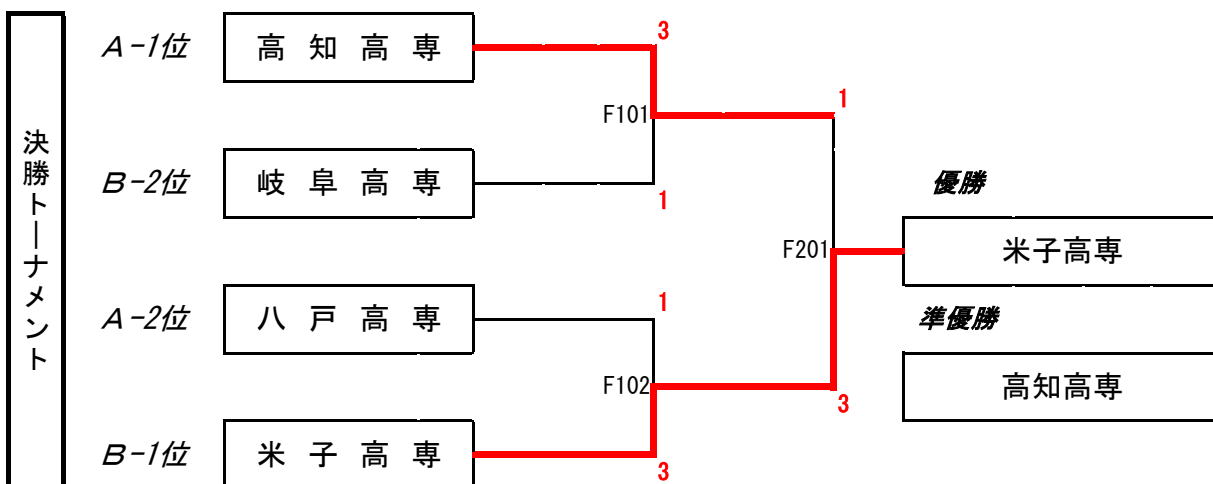 決勝トーナメント
A-1位
高知高専
3
F101
1
B-2位
岐阜高専
1
優勝
F201
米子高専
A-2位
八戸高専
1
準優勝
F102
3
高知高専
B-1位
米子高専
3